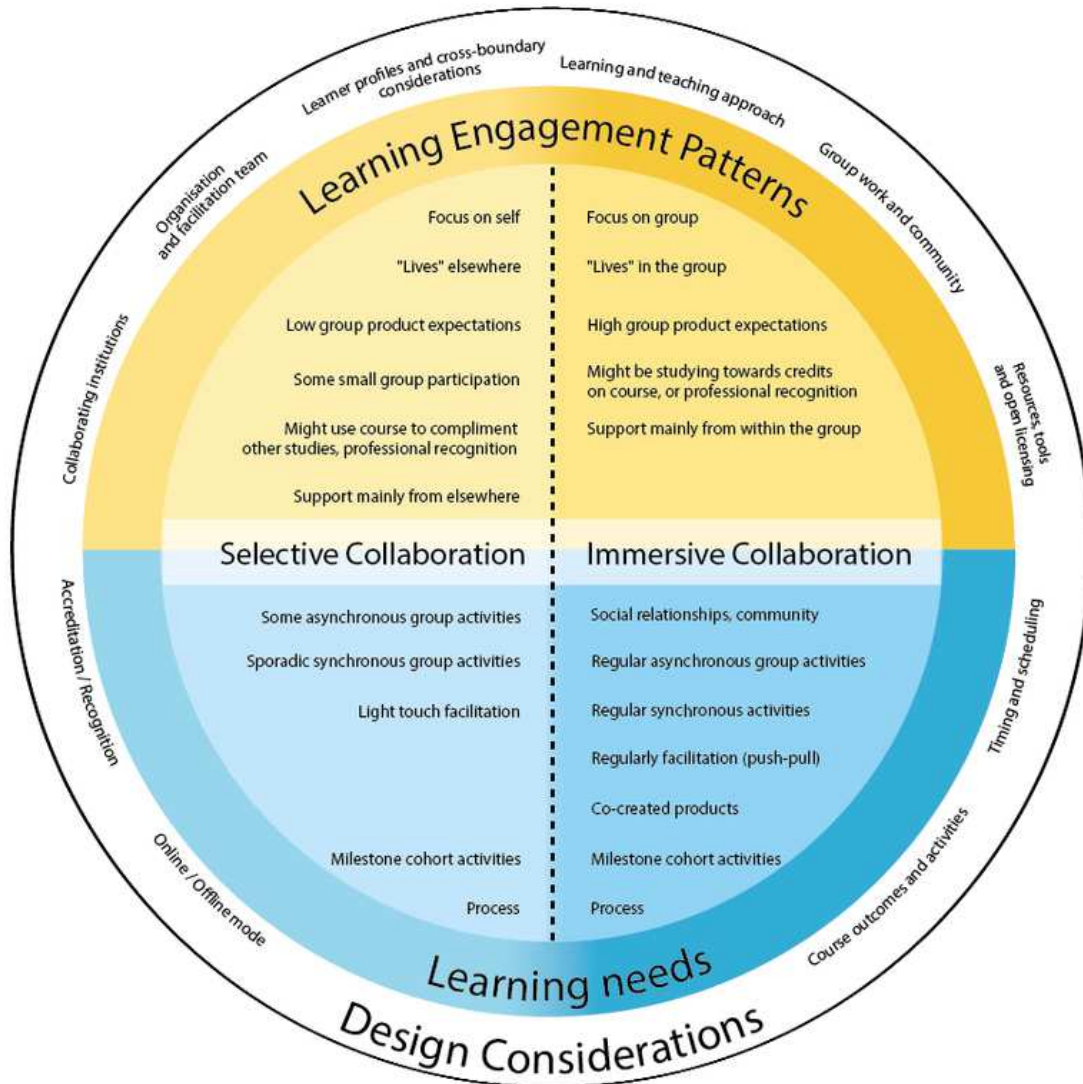 Learner profiles and cross-boundary
considerations
Learning and teaching approach
Organisation
and facilitation team
Group work and community
Collaborating institutions
Resources, tools
and open licensing
Learning Engagement Patterns
Focus on self
Focus on group
"Lives" elsewhere
"Lives" in the group
Low group product expectations
High group product expectations
Some small group participation
Might be studying towards credits
on course, or professional recognition
Might use course to compliment
other studies, professional recognition
Support mainly from within the group
Support mainly from elsewhere
Selective Collaboration
Immersive Collaboration
Some asynchronous group activities
Social relationships, community
Sporadic synchronous group activities
Regular asynchronous group activities
Light touch facilitation
Regular synchronous activities
Regularly facilitation (push-pull)
Co-created products
Milestone cohort activities
Milestone cohort activities
Process
Process
Accreditation / Recognition
Timing and scheduling
Online / Offline mode
Course outcomes and activities
Learning needs
Design Considerations